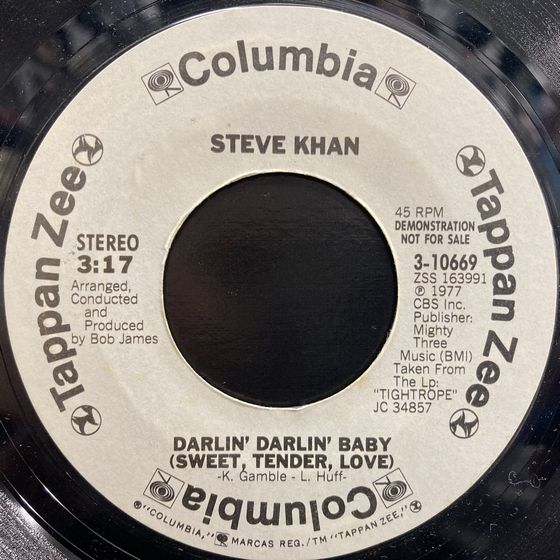 Columbia
Tappan Zee
Tappan Zee
STEVE KHAN
STEREO
3:17
Arranged,
Conducted
and
Produced
by Bob James
45 RPM
DEMONSTRATION
NOT FOR SALE
3-10669
ZSS 163991
℗ 1977
CBS Inc.
Publisher:
Mighty
Three
Music (BMI)
Taken From
The Lp:
"TIGHTROPE"
JC 34857
DARLIN' DARLIN' BABY
(SWEET, TENDER, LOVE)
-K. Gamble - L. Huff-
Columbia
®"COLUMBIA," MARCAS REG./TM "TAPPAN ZEE,"